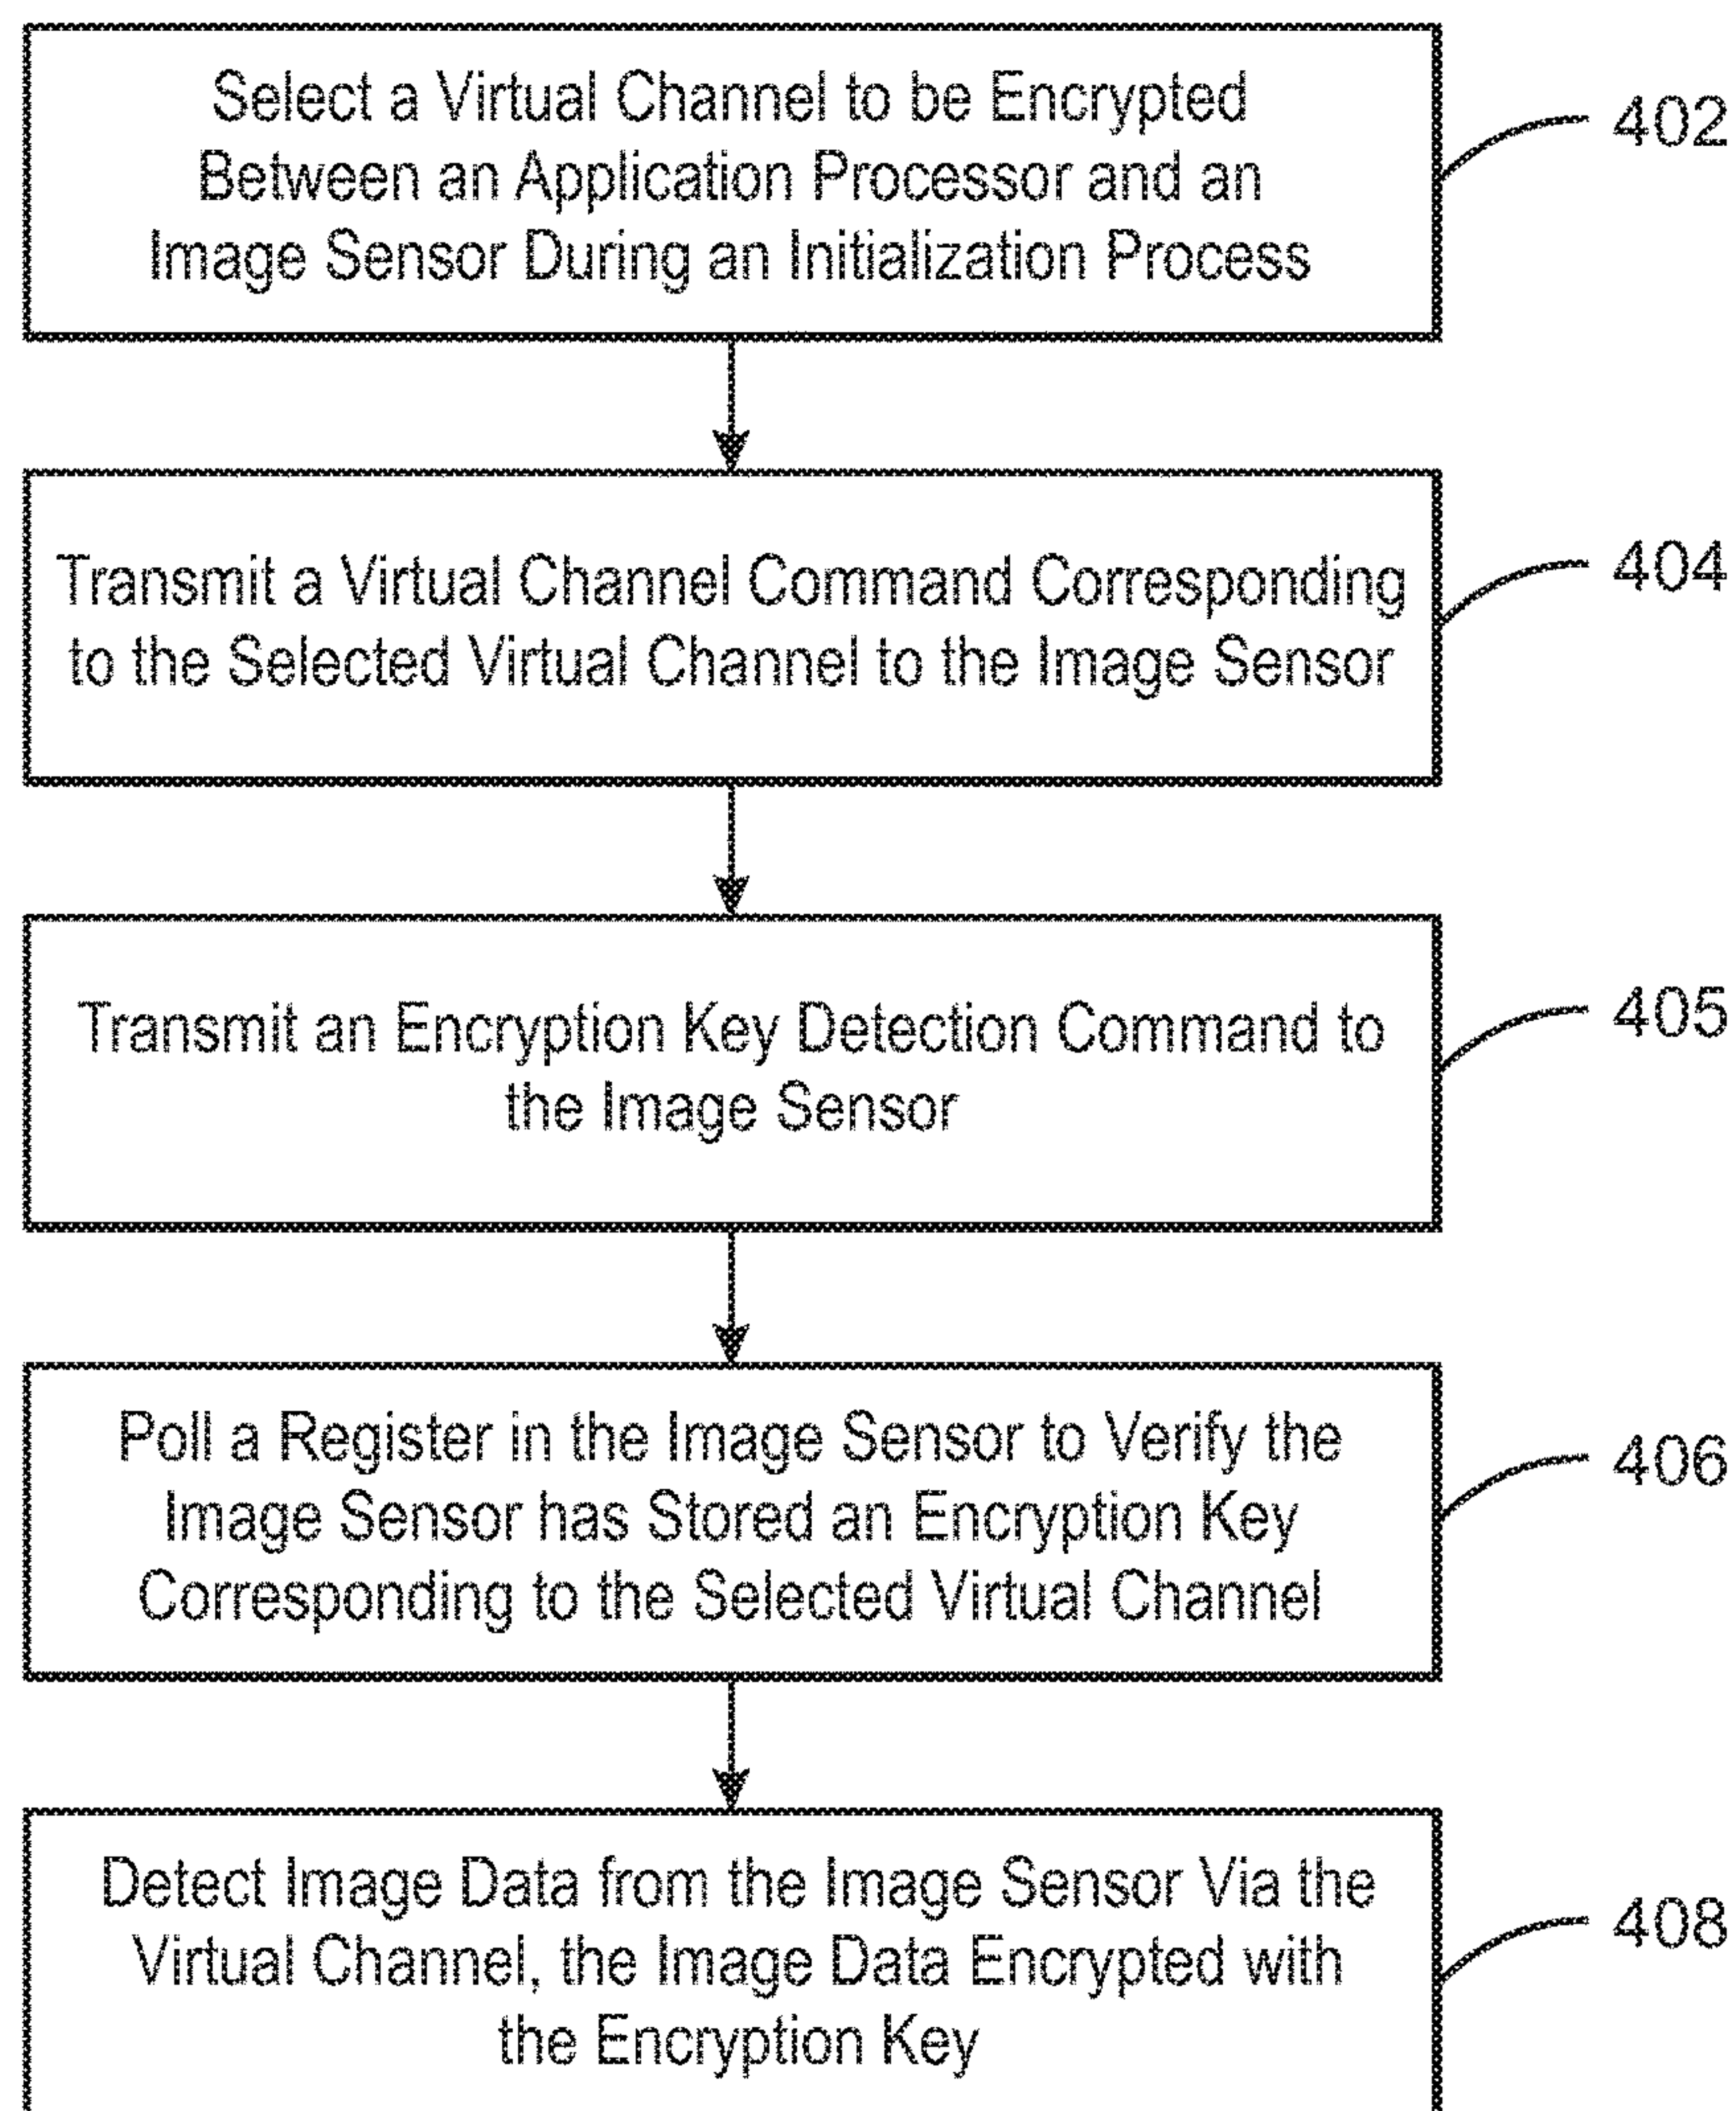 Select a Virtual Channel to be Encrypted
Between an Application Processor and an
Image Sensor During an Initialization Process
402
Transmit a Virtual Channel Command Corresponding
to the Selected Virtual Channel to the Image Sensor
404
Transmit an Encryption Key Detection Command to
the Image Sensor
405
Poll a Register in the Image Sensor to Verify the
Image Sensor has Stored an Encryption Key
Corresponding to the Selected Virtual Channel
406
Detect Image Data from the Image Sensor Via the
Virtual Channel, the Image Data Encrypted with
the Encryption Key
408